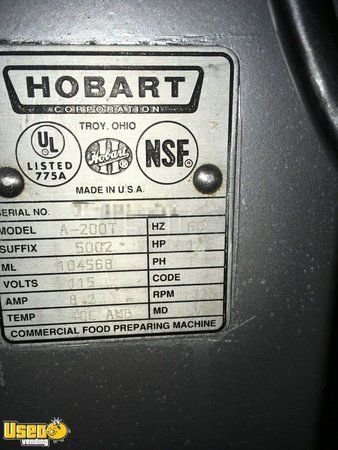 HOBART
CORPORATION
TROY, OHIO
UL
LISTED
775A
Hobart
NSF
MADE IN U.S.A.
SERIAL NO.
MODEL A-200T HZ 60
SUFFIX 5002 HP
ML 104568 PH
VOLTS 115 CODE
AMP 8.2 RPM
TEMP 40C AMB MD
COMMERCIAL FOOD PREPARING MACHINE
Used
vending